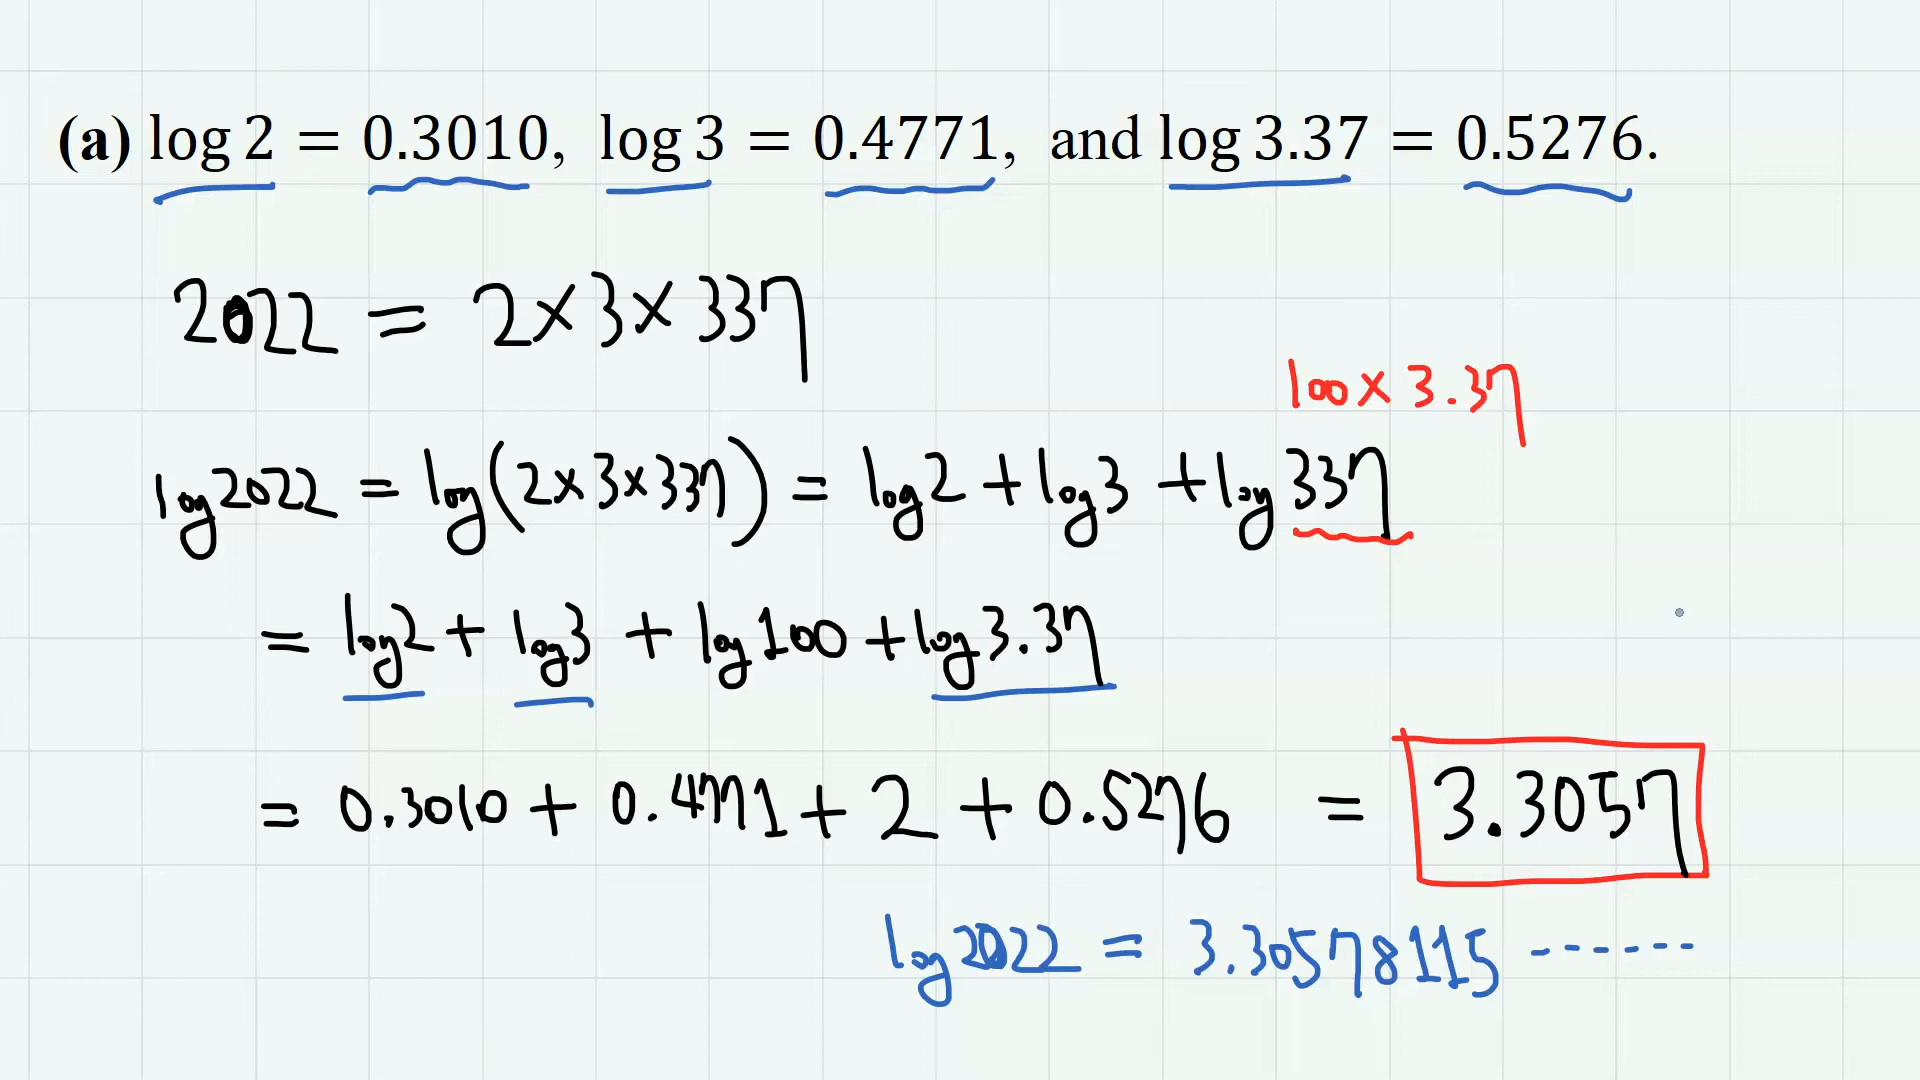 (a) log 2 = 0.3010, log 3 = 0.4771, and log 3.37 = 0.5276.
2022 = 2×3×337
100×3.37
log2022 = log(2×3×337) = log2 + log3 + log337
= log2 + log3 + log100 + log3.37
= 0.3010 + 0.4771 + 2 + 0.5276 = 3.3057
log2022 = 3.30578115 -------